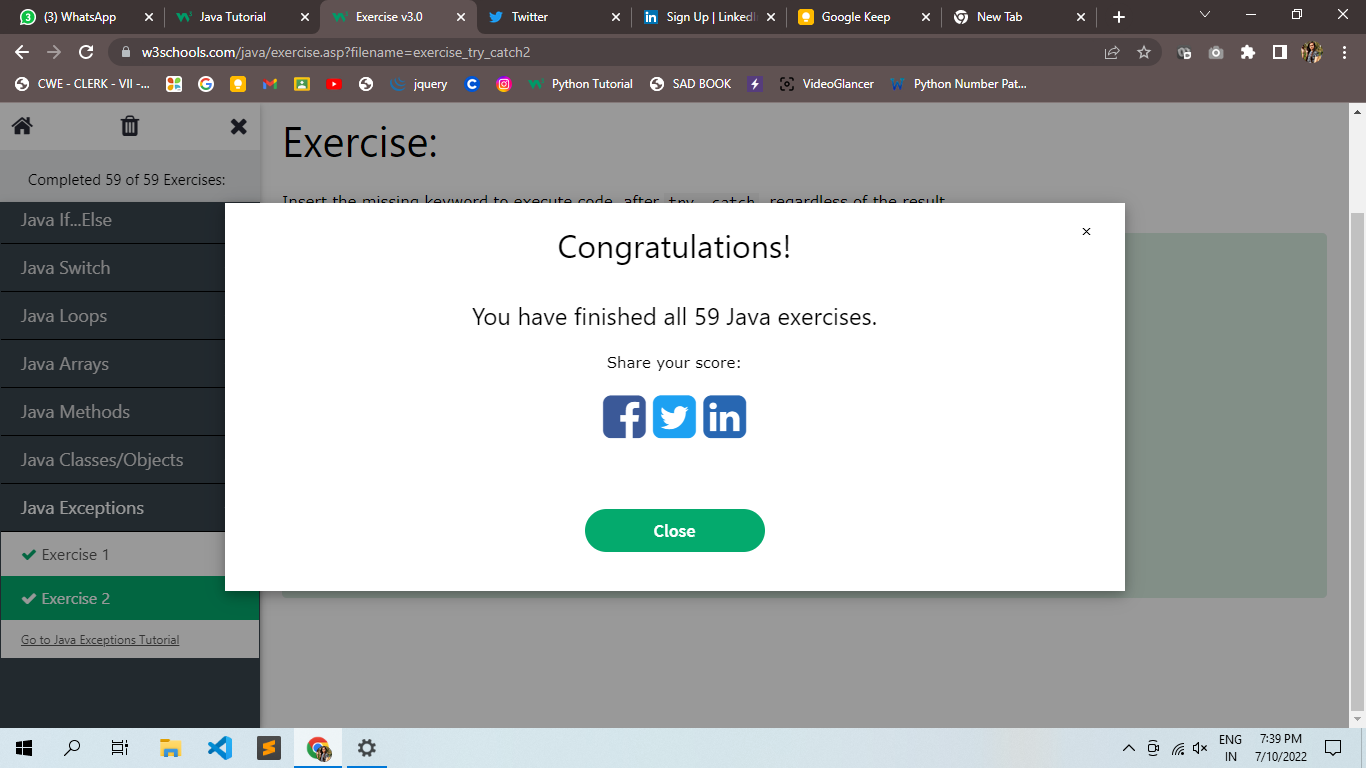 (3) WhatsApp
Java Tutorial
Exercise v3.0
Twitter
Sign Up | LinkedI
Google Keep
New Tab
w3schools.com/java/exercise.asp?filename=exercise_try_catch2
CWE - CLERK - VII -...
jquery
Python Tutorial
SAD BOOK
VideoGlancer
Python Number Pat...
Completed 59 of 59 Exercises:
Java If...Else
Java Switch
Java Loops
Java Arrays
Java Methods
Java Classes/Objects
Java Exceptions
Exercise 1
Exercise 2
Go to Java Exceptions Tutorial
Exercise:
Insert the missing keyword to execute code, after try..catch, regardless of the result
Congratulations!
You have finished all 59 Java exercises.
Share your score:
Close
ENG
IN
7:39 PM
7/10/2022